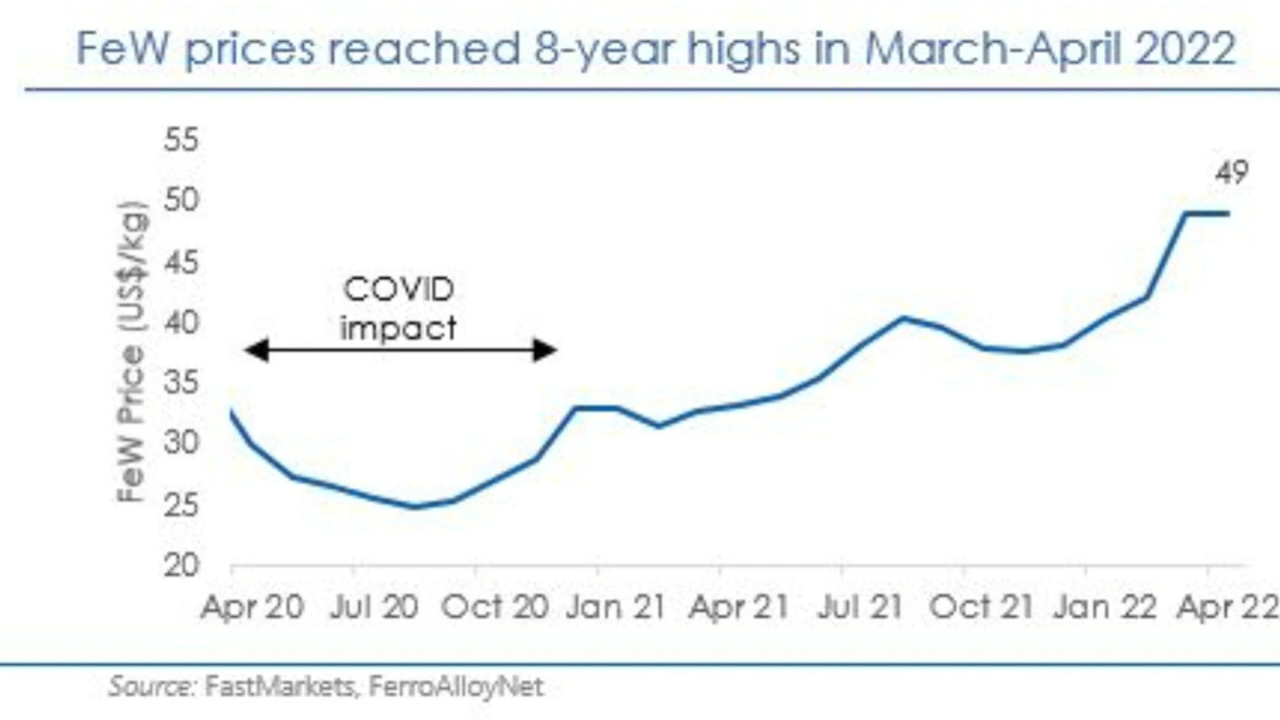 FeW prices reached 8-year highs in March-April 2022
FeW Price (US$/kg)
55
50
45
40
35
30
25
20
COVID
impact
49
Apr 20 Jul 20 Oct 20 Jan 21 Apr 21 Jul 21 Oct 21 Jan 22 Apr 22
Source: FastMarkets, FerroAlloyNet